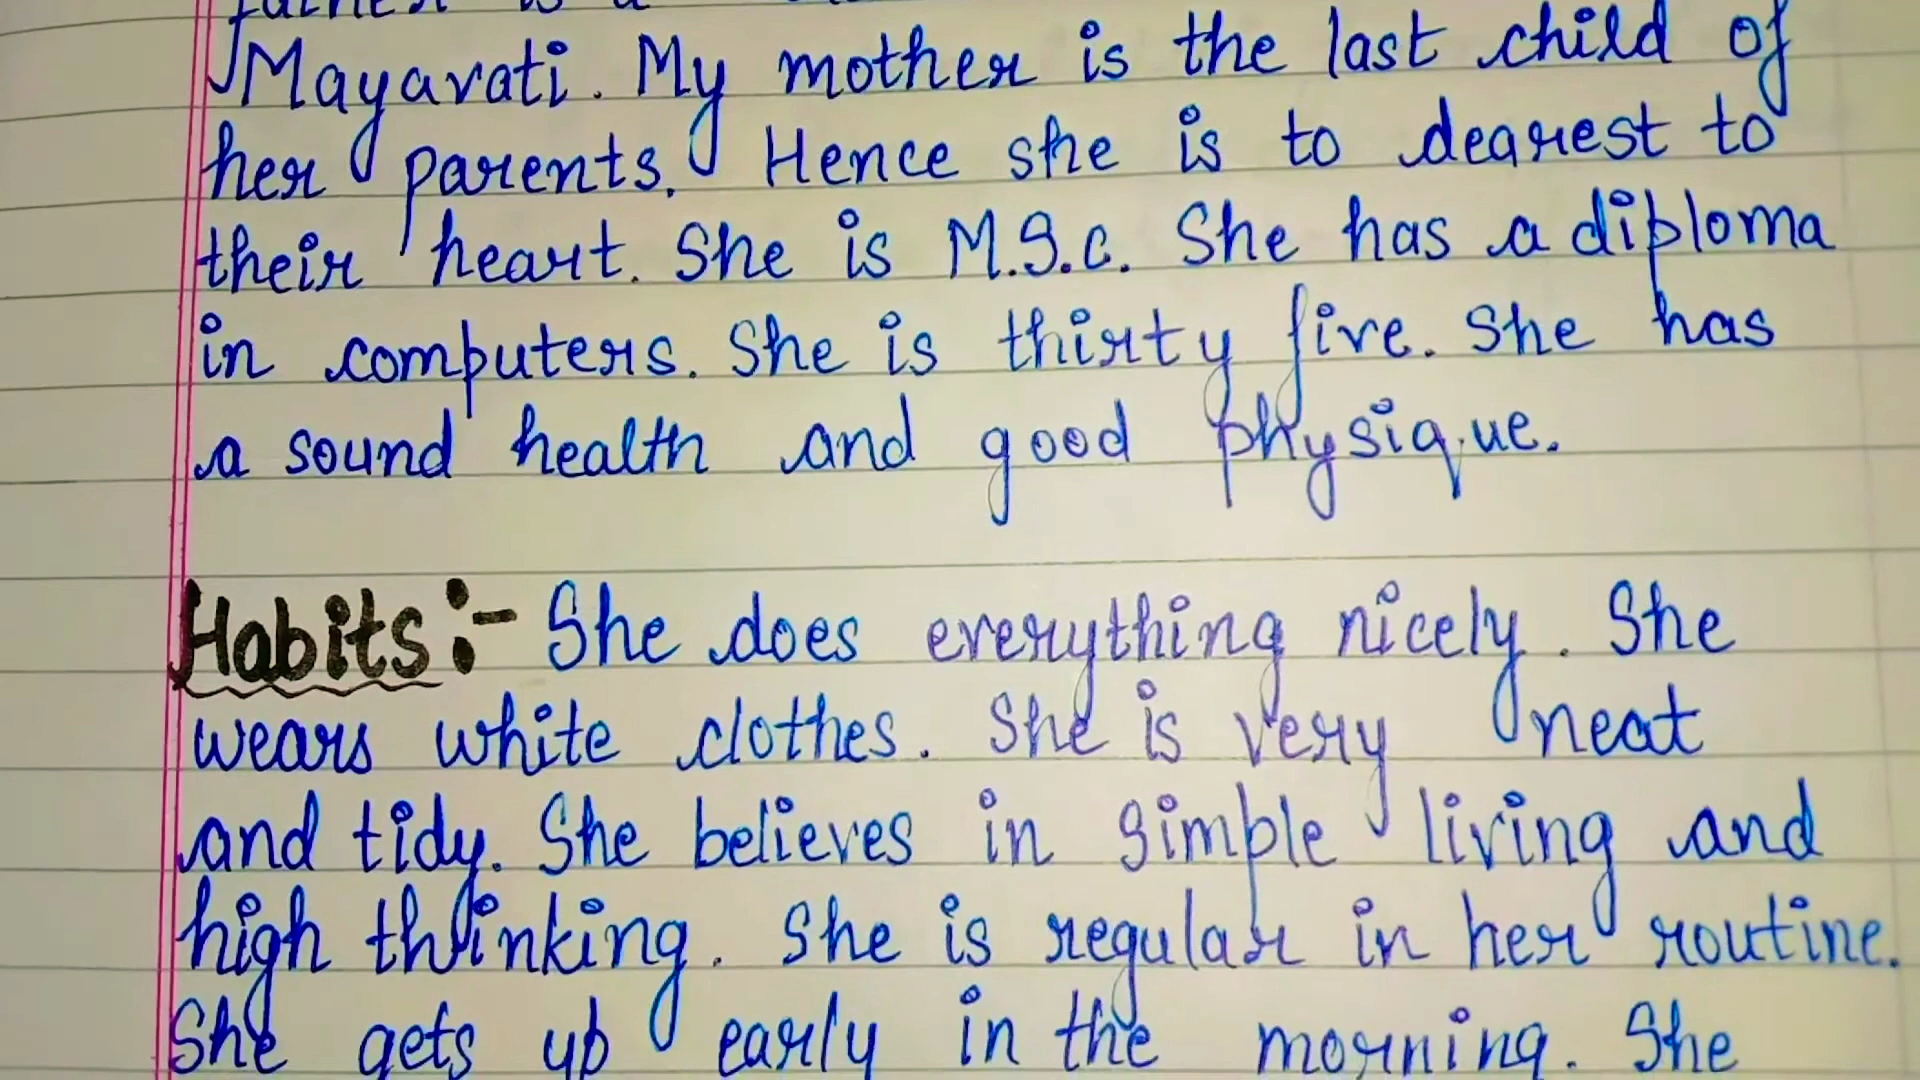 father is a
Mayavati. My mother is the last child of
her parents. Hence she is to dearest to
their heart. She is M.S.c. She has a diploma
in computers. She is thirty five. She has
a sound health and good physique.
Habits :- She does everything nicely. She
wears white clothes. She is very neat
and tidy. She believes in simple living and
high thinking. She is regular in her routine.
She gets up early in the morning. She